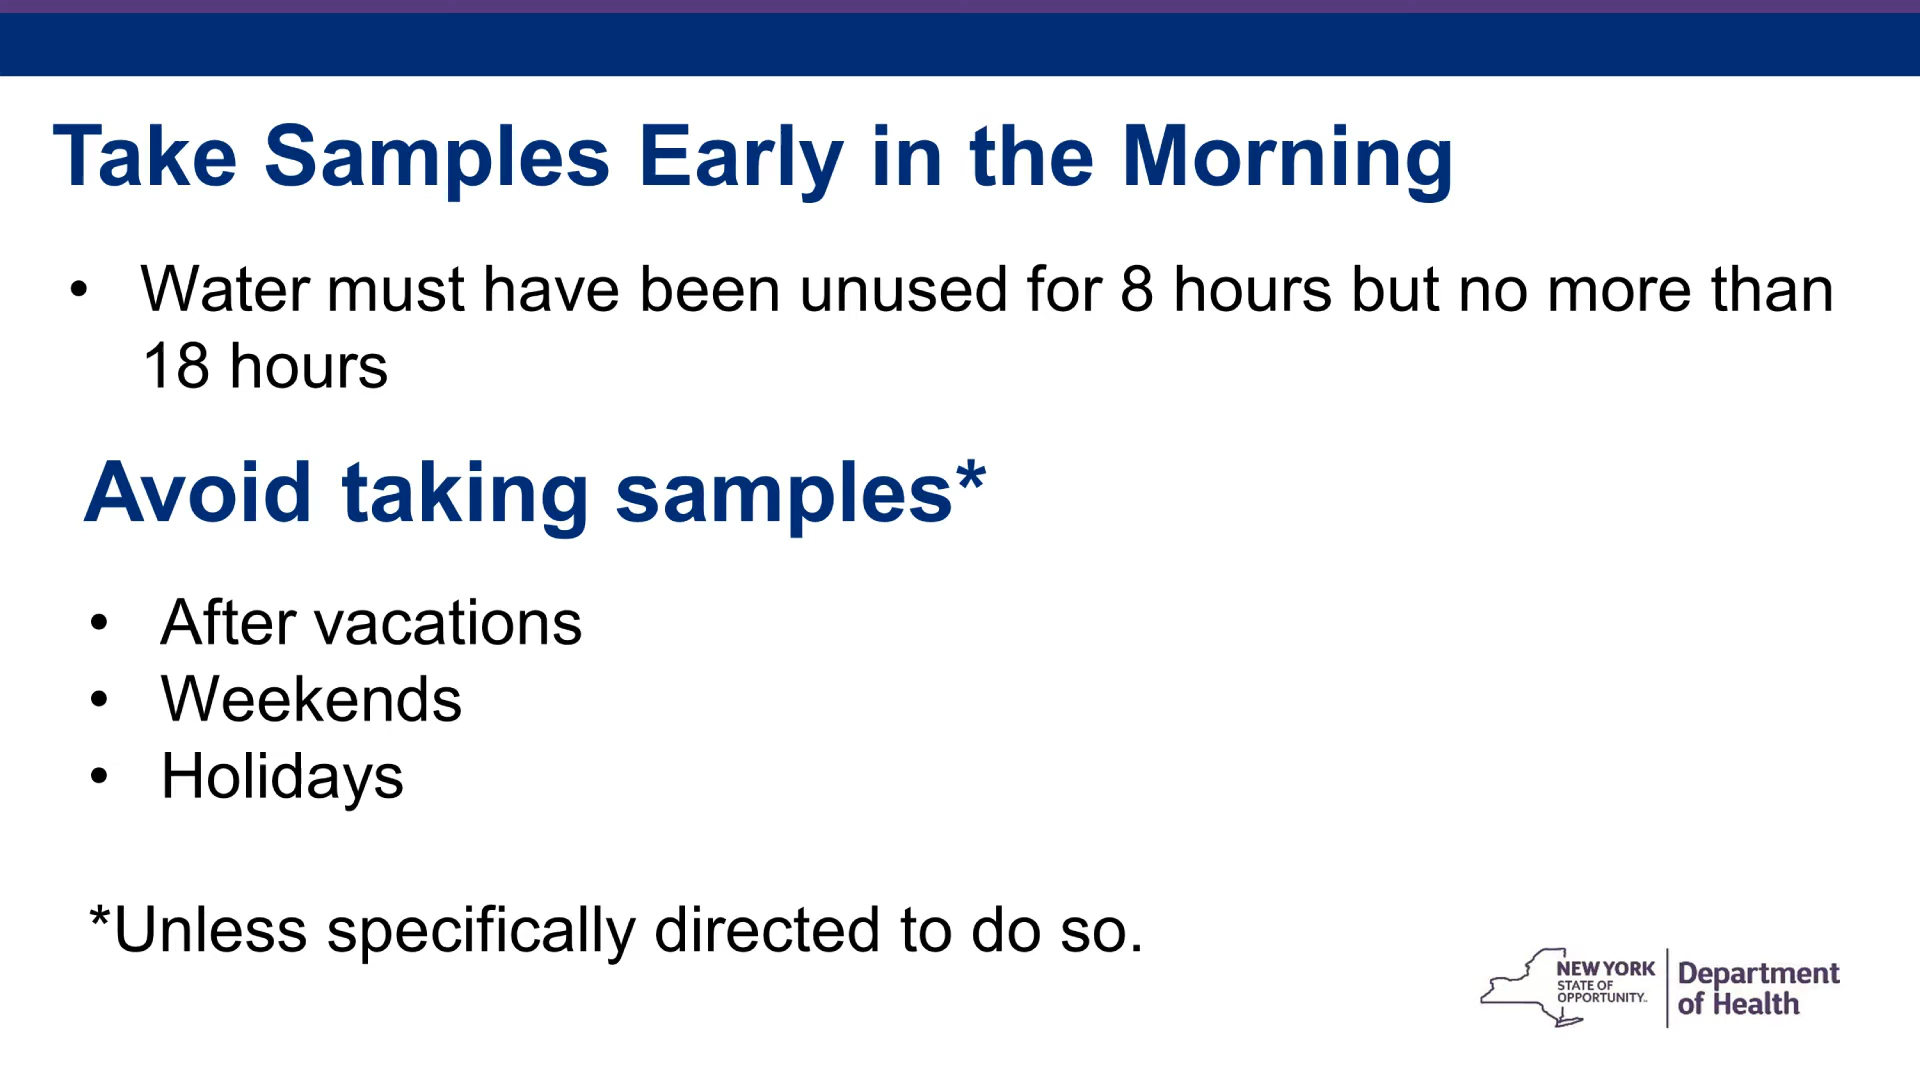 Take Samples Early in the Morning
• Water must have been unused for 8 hours but no more than
18 hours
Avoid taking samples*
• After vacations
• Weekends
• Holidays
*Unless specifically directed to do so.
NEW YORK
STATE OF
OPPORTUNITY™
Department
of Health